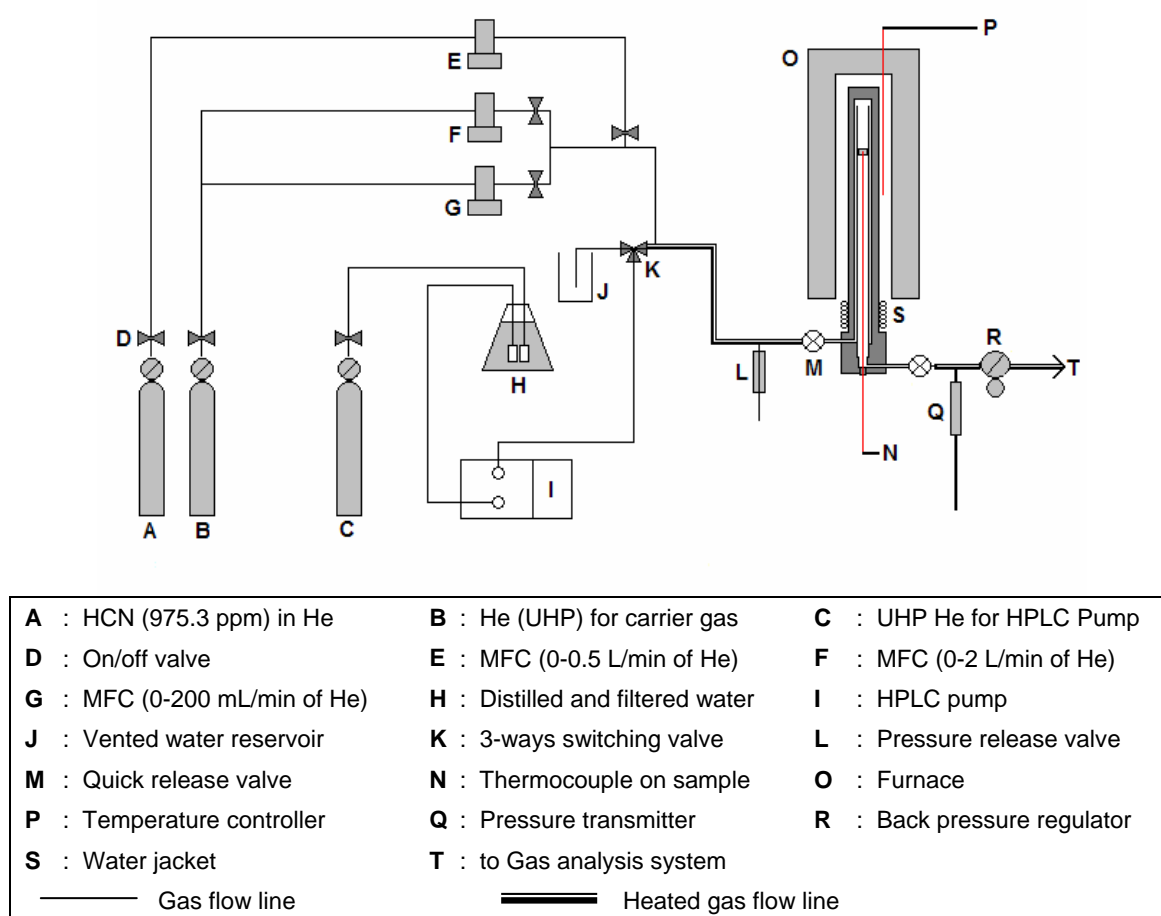 P
O
E
F
G
K
J
S
D
R
M
L
T
H
Q
N
I
A B C
A : HCN (975.3 ppm) in He B : He (UHP) for carrier gas C : UHP He for HPLC Pump
D : On/off valve E : MFC (0-0.5 L/min of He) F : MFC (0-2 L/min of He)
G : MFC (0-200 mL/min of He) H : Distilled and filtered water I : HPLC pump
J : Vented water reservoir K : 3-ways switching valve L : Pressure release valve
M : Quick release valve N : Thermocouple on sample O : Furnace
P : Temperature controller Q : Pressure transmitter R : Back pressure regulator
S : Water jacket T : to Gas analysis system
Gas flow line Heated gas flow line